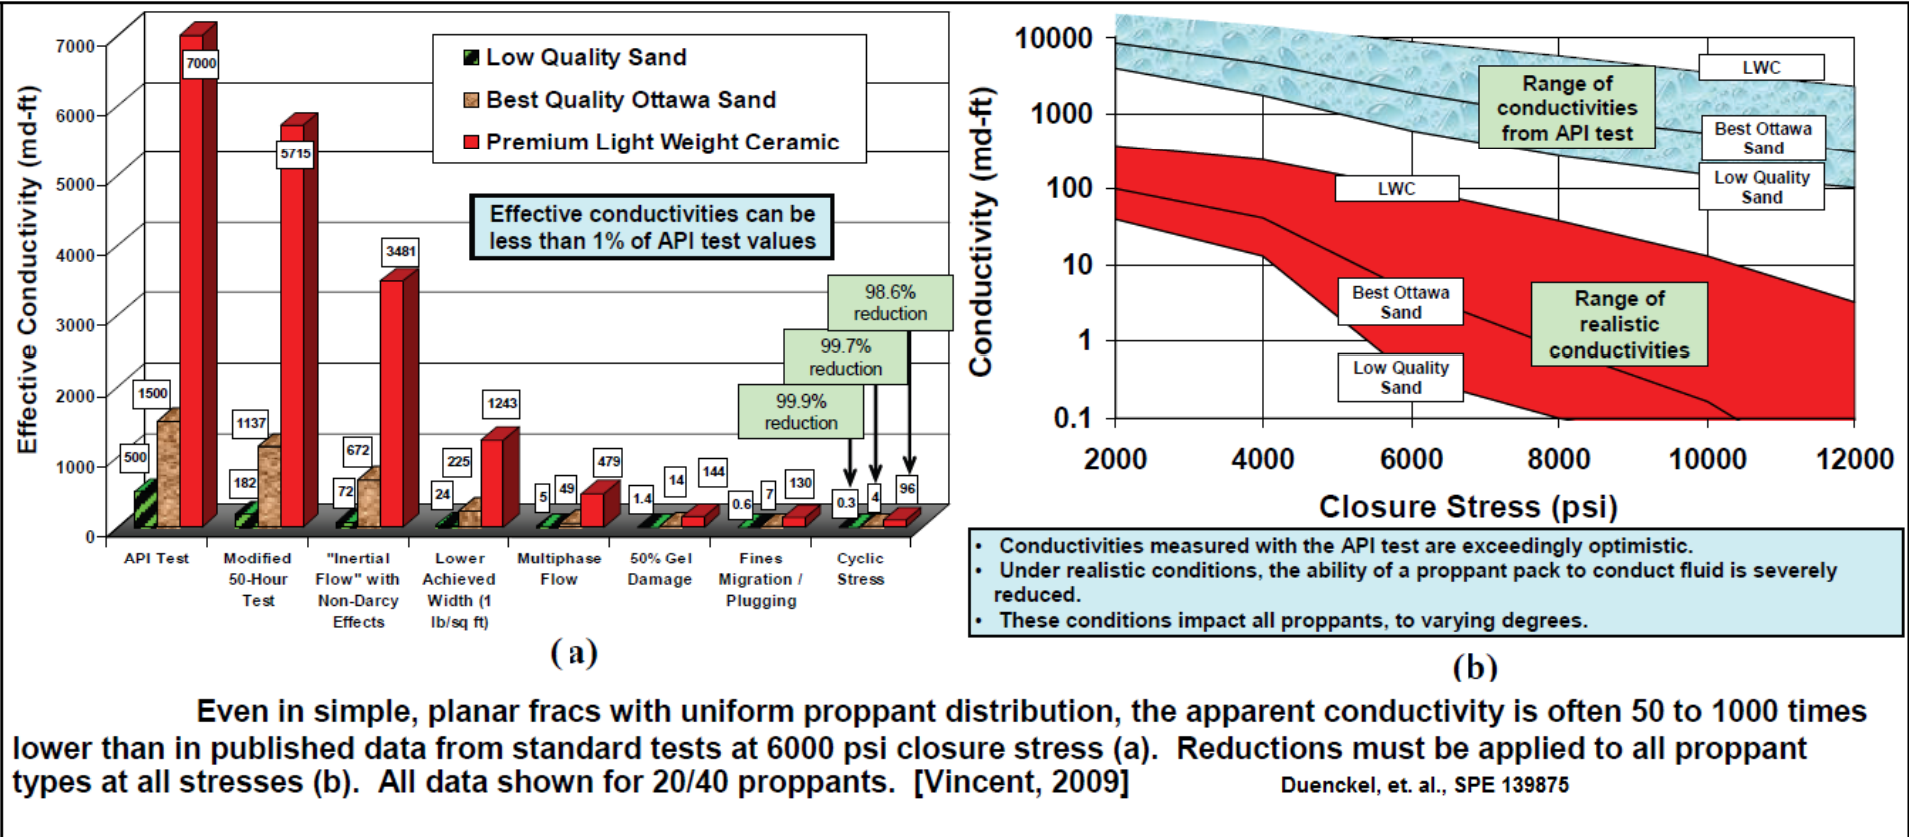 Effective Conductivity (md-ft)
7000
6000
5000
4000
3000
2000
1000
0
Low Quality Sand
Best Quality Ottawa Sand
Premium Light Weight Ceramic
Effective conductivities can be
less than 1% of API test values
500
1500
7000
182
1137
5715
72
672
3481
24
225
1243
5
49
479
1.4
14
144
0.6
7
130
0.3
4
96
99.9%
reduction
99.7%
reduction
98.6%
reduction
API Test
Modified
50-Hour
Test
"Inertial
Flow" with
Non-Darcy
Effects
Lower
Achieved
Width (1
lb/sq ft)
Multiphase
Flow
50% Gel
Damage
Fines
Migration /
Plugging
Cyclic
Stress
(a)
Conductivity (md-ft)
10000
1000
100
10
1
0.1
LWC
Range of
conductivities
from API test
Best Ottawa
Sand
Low Quality
Sand
LWC
Best Ottawa
Sand
Range of
realistic
conductivities
Low Quality
Sand
2000 4000 6000 8000 10000 12000
Closure Stress (psi)
• Conductivities measured with the API test are exceedingly optimistic.
• Under realistic conditions, the ability of a proppant pack to conduct fluid is severely
reduced.
• These conditions impact all proppants, to varying degrees.
(b)
Even in simple, planar fracs with uniform proppant distribution, the apparent conductivity is often 50 to 1000 times
lower than in published data from standard tests at 6000 psi closure stress (a). Reductions must be applied to all proppant
types at all stresses (b). All data shown for 20/40 proppants. [Vincent, 2009] Duenckel, et. al., SPE 139875